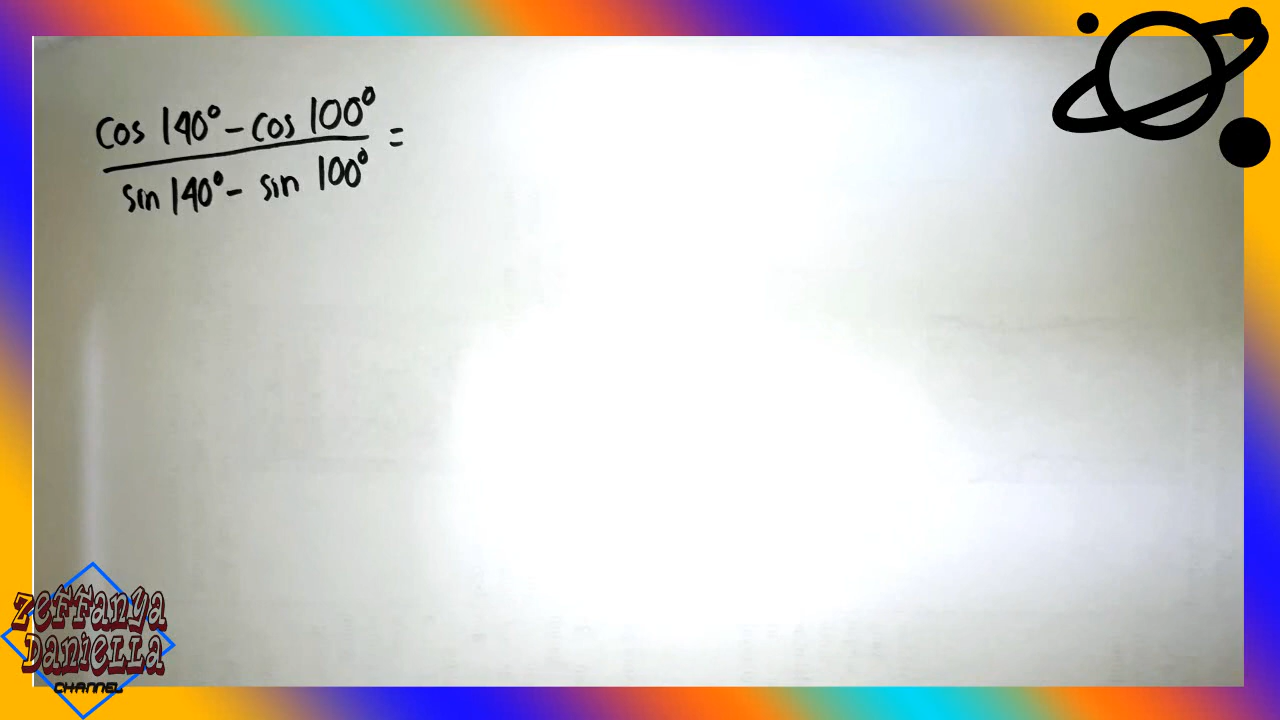 cos 140° - cos 100°
=
sin 140° - sin 100°
Zeffanya
Daniella
CHANNEL